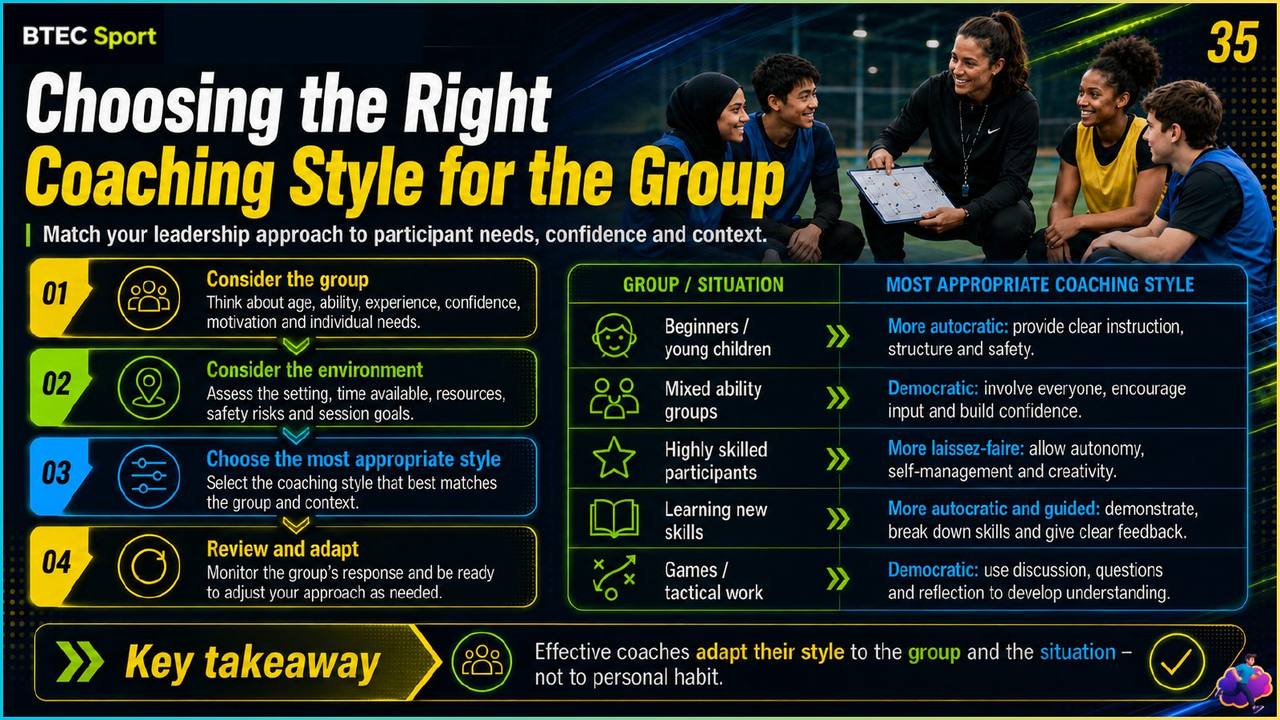 BTEC Sport
35
Choosing the Right
Coaching Style for the Group
Match your leadership approach to participant needs, confidence and context.
01
Consider the group
Think about age, ability, experience, confidence,
motivation and individual needs.
02
Consider the environment
Assess the setting, time available, resources,
safety risks and session goals.
03
Choose the most appropriate style
Select the coaching style that best matches
the group and context.
04
Review and adapt
Monitor the group's response and be ready
to adjust your approach as needed.
GROUP / SITUATION
MOST APPROPRIATE COACHING STYLE
Beginners /
young children
More autocratic: provide clear instruction,
structure and safety.
Mixed ability
groups
Democratic: involve everyone, encourage
input and build confidence.
Highly skilled
participants
More laissez-faire: allow autonomy,
self-management and creativity.
Learning new
skills
More autocratic and guided: demonstrate,
break down skills and give clear feedback.
Games /
tactical work
Democratic: use discussion, questions
and reflection to develop understanding.
Key takeaway
Effective coaches adapt their style to the group and the situation –
not to personal habit.